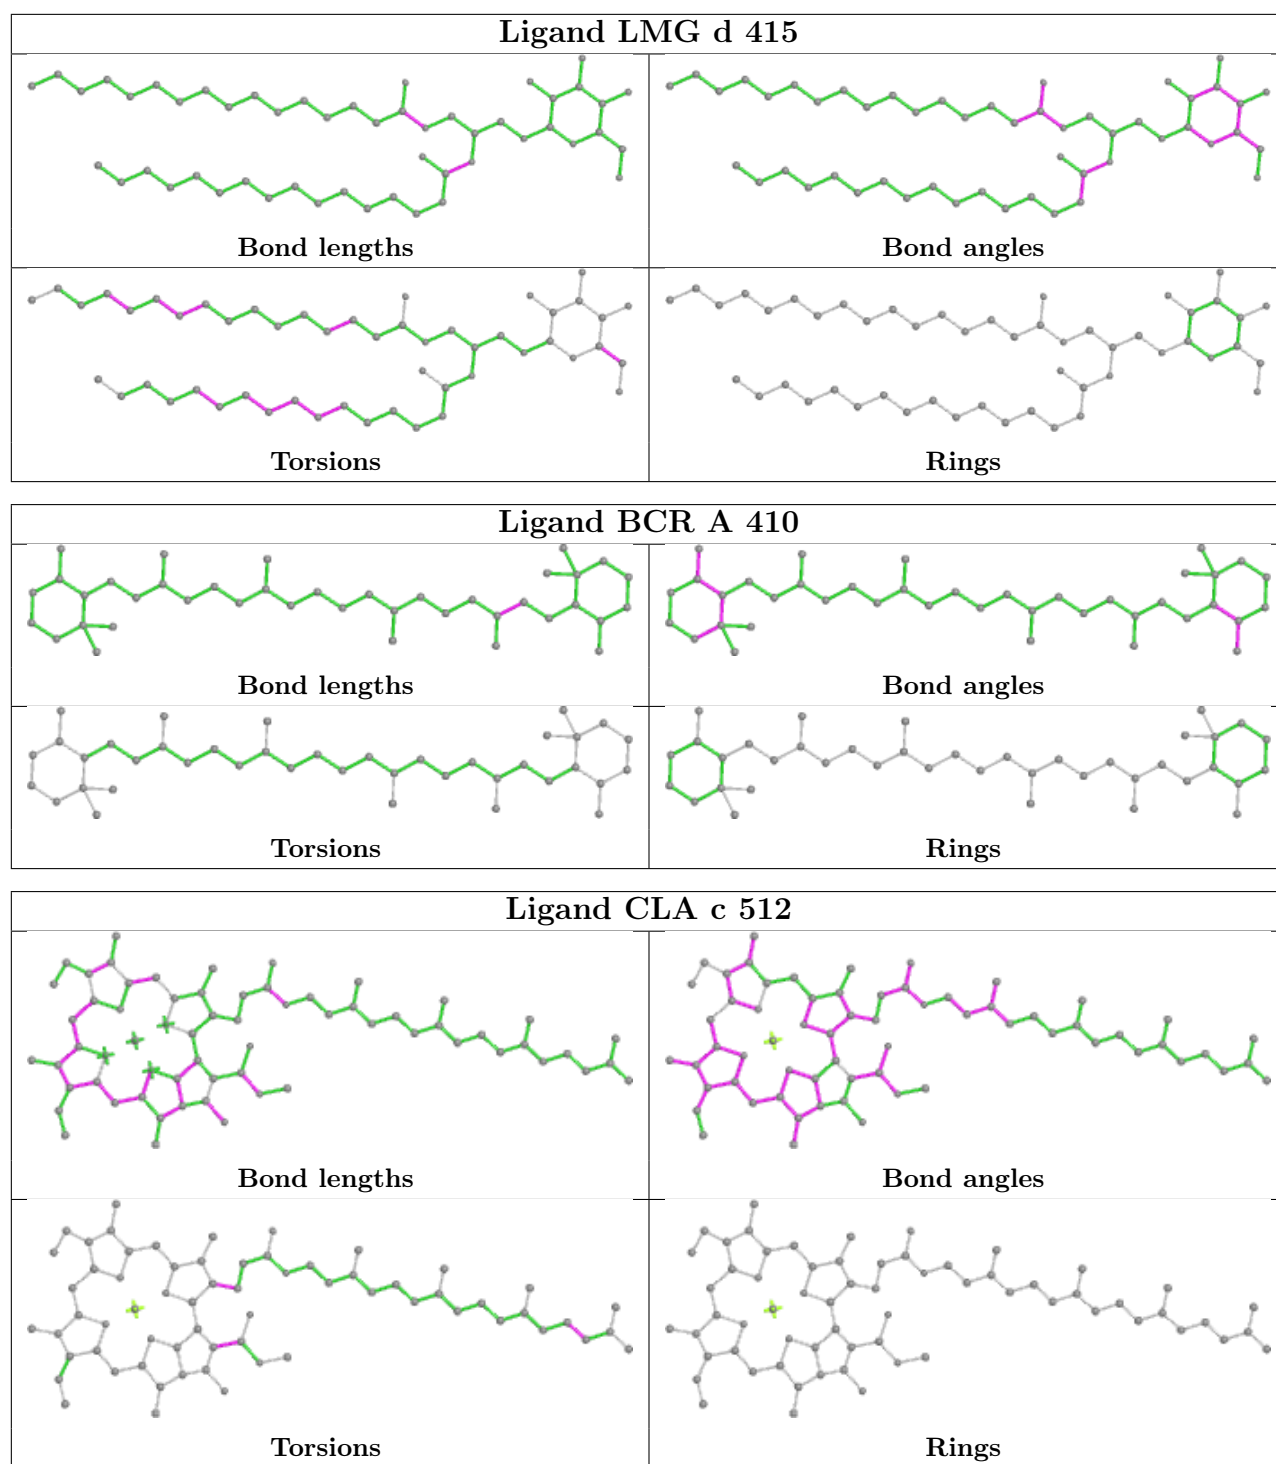 Ligand LMG d 415
Bond lengths
Bond angles
Torsions
Rings
Ligand BCR A 410
Bond lengths
Bond angles
Torsions
Rings
Ligand CLA c 512
Bond lengths
Bond angles
Torsions
Rings